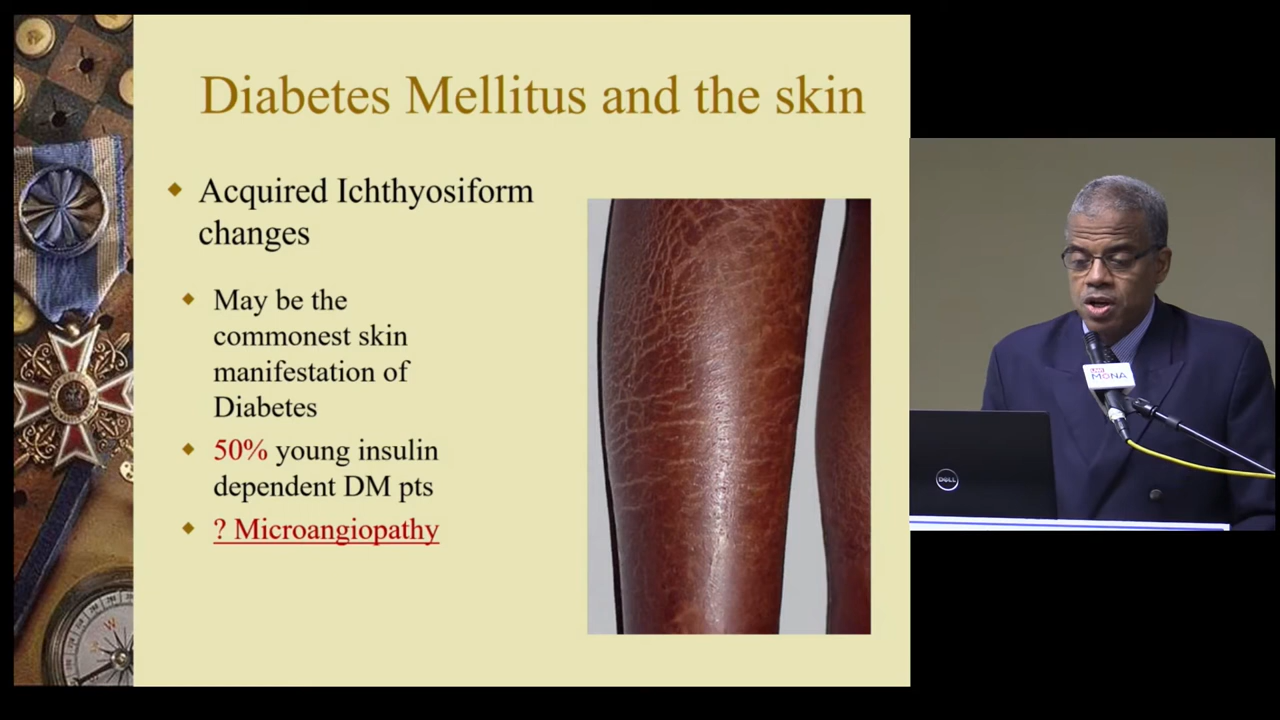 Diabetes Mellitus and the skin
Acquired Ichthyosiform
changes
May be the
commonest skin
manifestation of
Diabetes
50% young insulin
dependent DM pts
? Microangiopathy
MONA
DELL